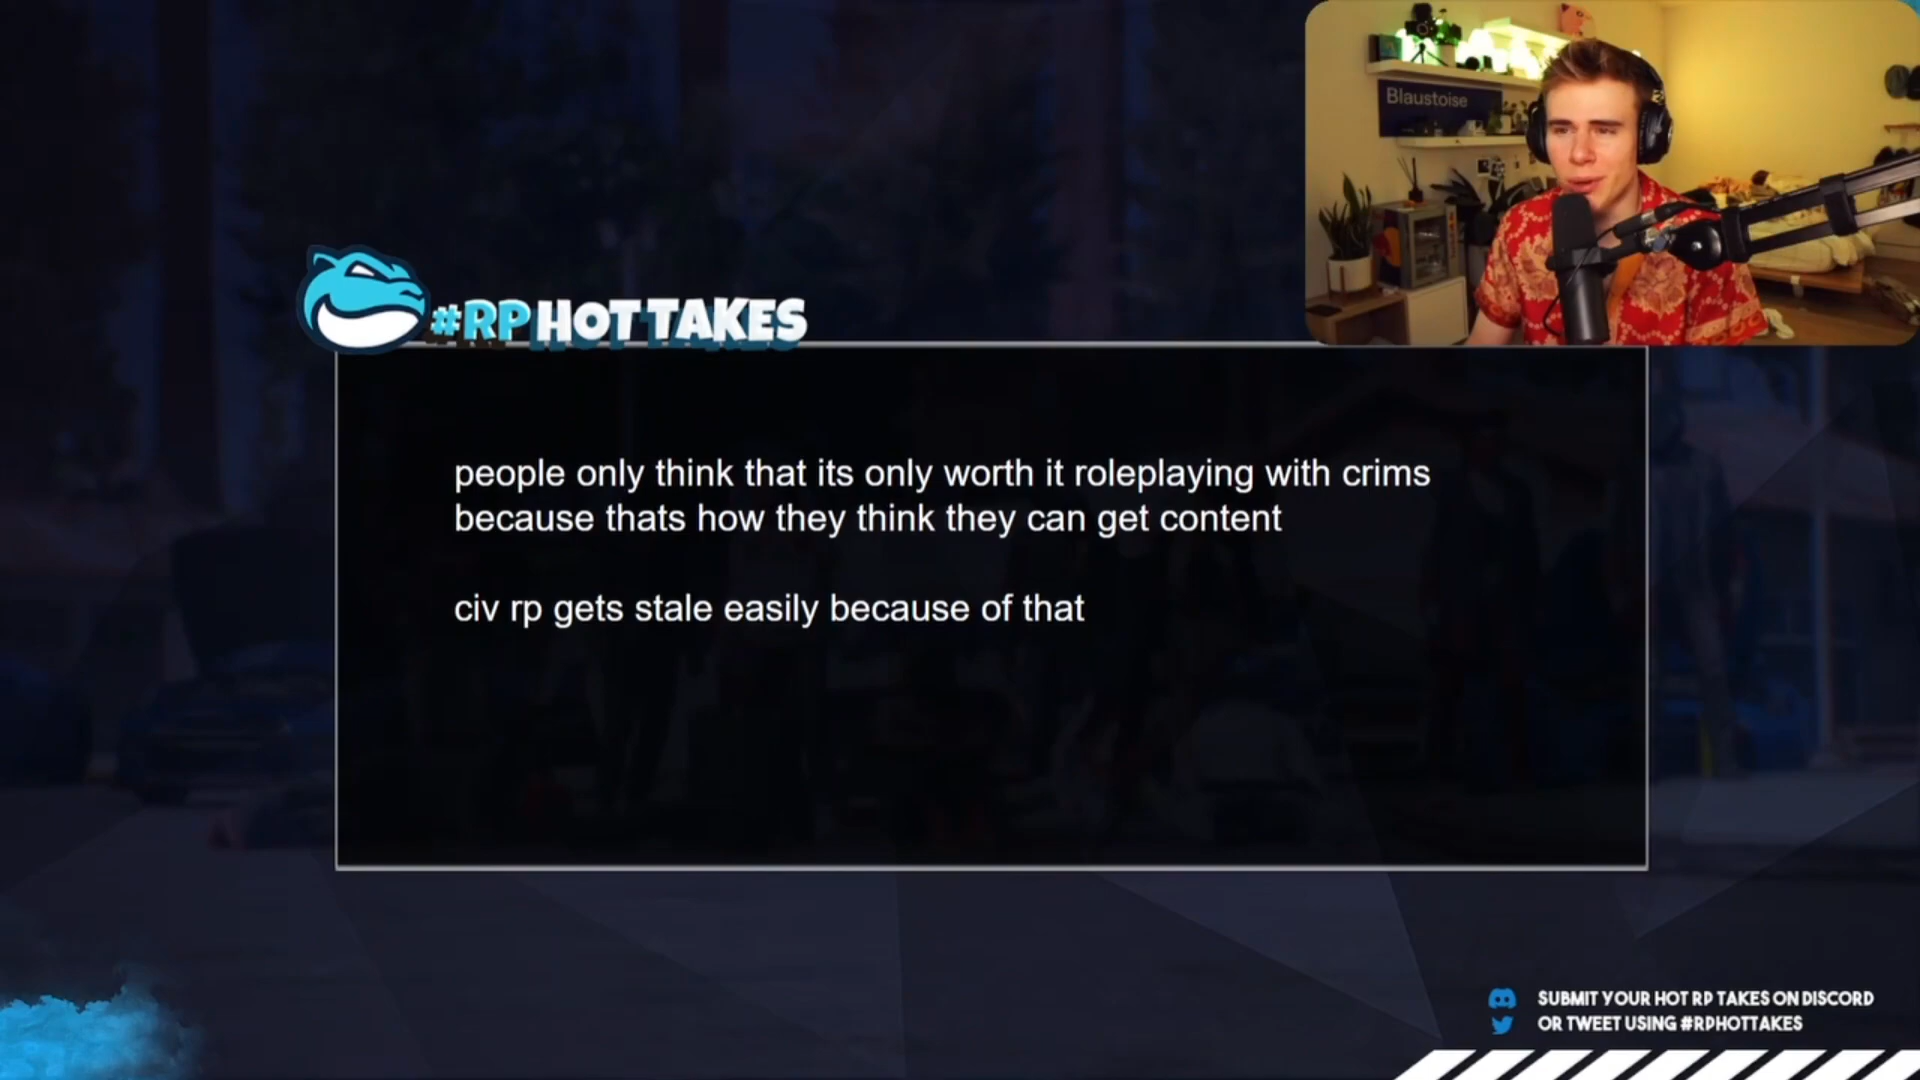 Blaustoise
#RP HOT TAKES
people only think that its only worth it roleplaying with crims
because thats how they think they can get content
civ rp gets stale easily because of that
SUBMIT YOUR HOT RP TAKES ON DISCORD
OR TWEET USING #RPHOTTAKES